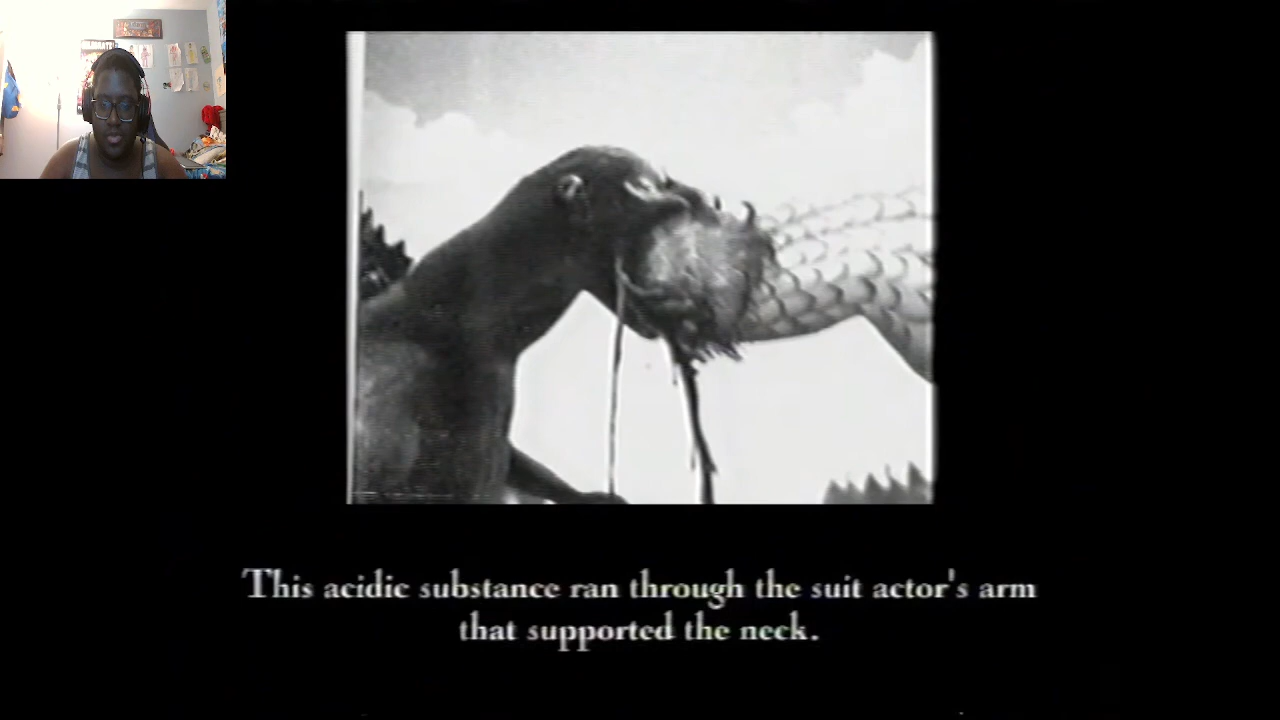 This acidic substance ran through the suit actor's arm
that supported the neck.